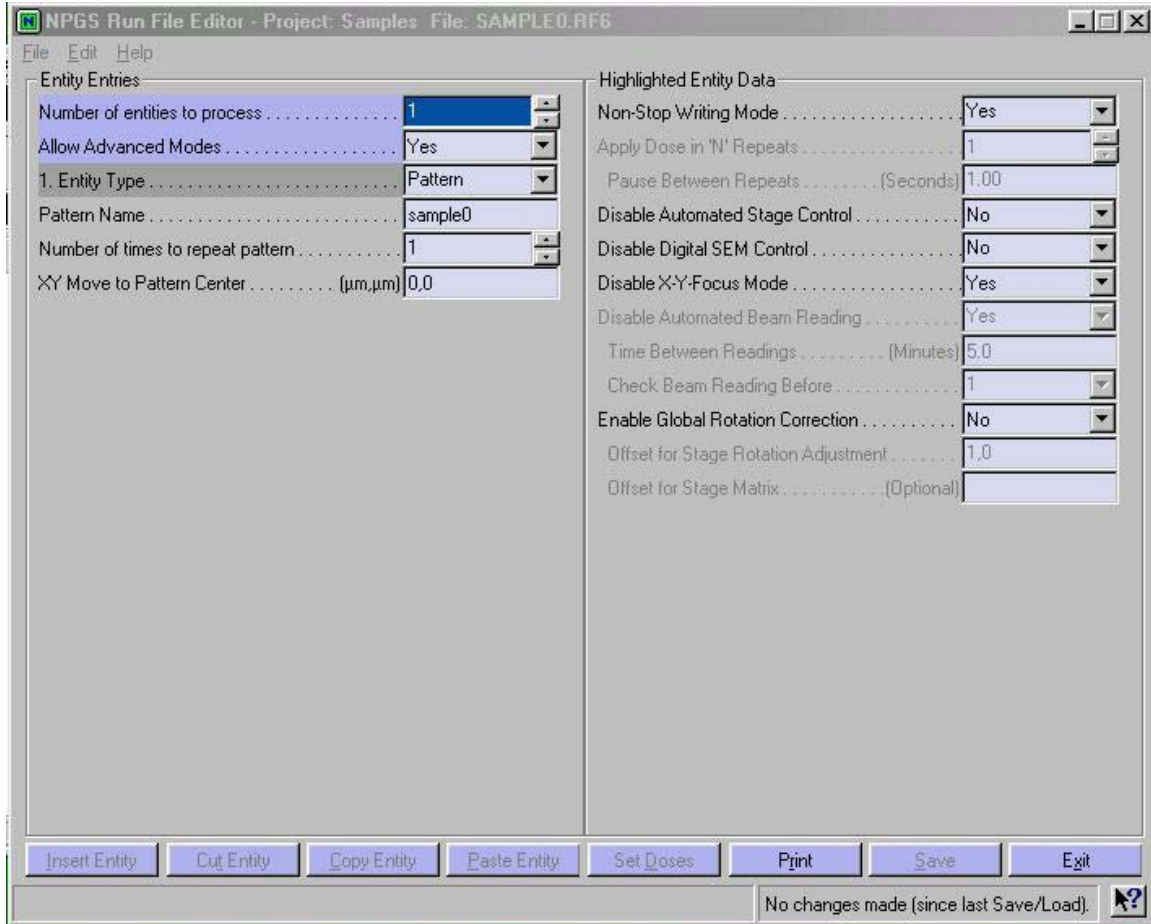 NPGS Run File Editor - Project: Samples File: SAMPLE0.RF6
File Edit Help
Entity Entries
Number of entities to process . . . . . . . . . . . . . . 1
Allow Advanced Modes . . . . . . . . . . . . . . . . . . Yes
1. Entity Type . . . . . . . . . . . . . . . . . . . . . . . . . Pattern
Pattern Name . . . . . . . . . . . . . . . . . . . . . . . . . sample0
Number of times to repeat pattern . . . . . . . . . . . 1
XY Move to Pattern Center . . . . . . . . . (µm,µm) 0,0
Highlighted Entity Data
Non-Stop Writing Mode . . . . . . . . . . . . . . . . . . . Yes
Apply Dose in 'N' Repeats . . . . . . . . . . . . . . . . . 1
Pause Between Repeats . . . . . . . . (Seconds) 1.00
Disable Automated Stage Control . . . . . . . . . . . No
Disable Digital SEM Control . . . . . . . . . . . . . . . . No
Disable X-Y-Focus Mode . . . . . . . . . . . . . . . . . . Yes
Disable Automated Beam Reading . . . . . . . . . . Yes
Time Between Readings . . . . . . . . . (Minutes) 5.0
Check Beam Reading Before . . . . . . . . . . . . . 1
Enable Global Rotation Correction . . . . . . . . . . No
Offset for Stage Rotation Adjustment . . . . . . . 1,0
Offset for Stage Matrix . . . . . . . . . . . (Optional)
Insert Entity Cut Entity Copy Entity Paste Entity Set Doses Print Save Exit
No changes made (since last Save/Load).